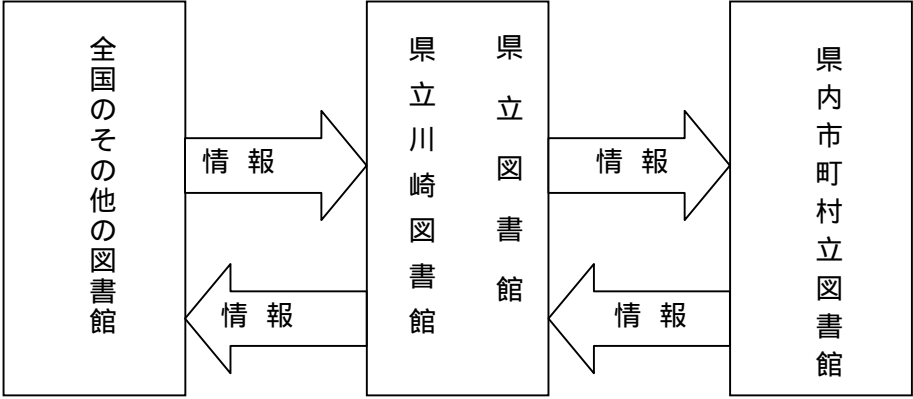 全国のその他の図書館
情報
情報
県立図書館
県立川崎図書館
情報
情報
県内市町村立図書館